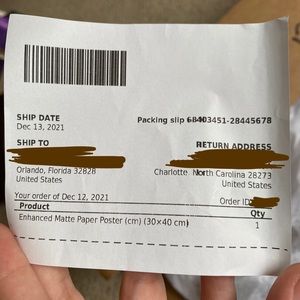 SHIP DATE
Dec 13, 2021
Packing slip 68403451-28445678
SHIP TO
RETURN ADDRESS
Orlando, Florida 32828
United States
Charlotte, North Carolina 28273
United States
Your order of Dec 12, 2021
Order ID
Product Qty
Enhanced Matte Paper Poster (cm) (30×40 cm) 1